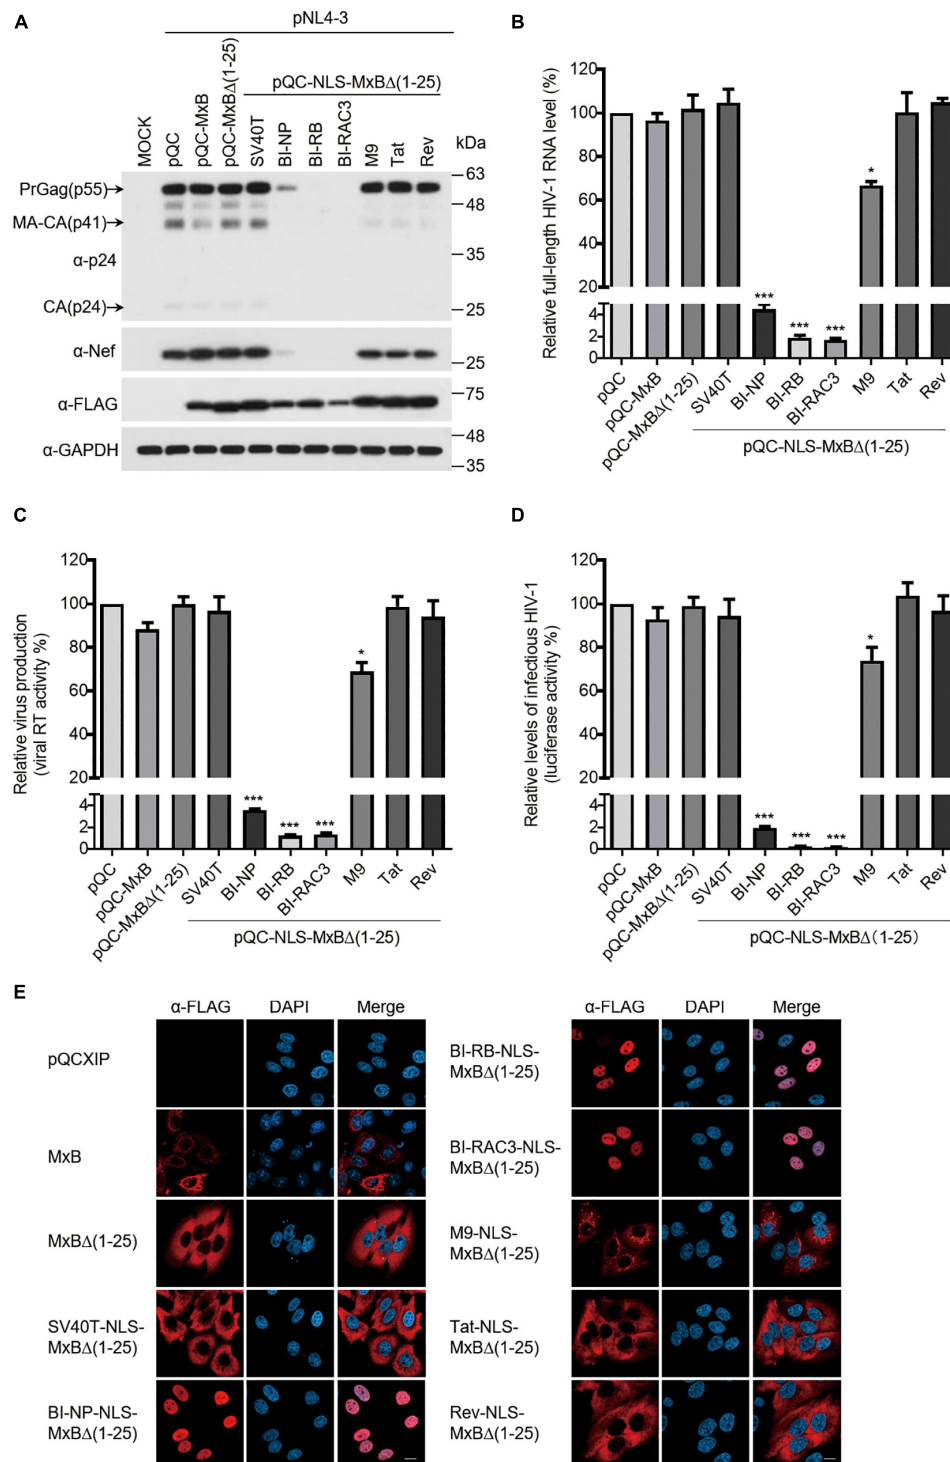 A
pNL4-3
pQC-NLS-MxBΔ(1-25)
MOCK
pQC
pQC-MxB
pQC-MxBΔ(1-25)
SV40T
BI-NP
BI-RB
BI-RAC3
M9
Tat
Rev
kDa
PrGag(p55)
MA-CA(p41)
α-p24
CA(p24)
63
48
35
25
α-Nef
25
α-FLAG
75
α-GAPDH
48
35
B
Relative full-length HIV-1 RNA level (%)
120
100
80
60
40
20
4
2
0
***
***
***
*
pQC
pQC-MxB
pQC-MxBΔ(1-25)
SV40T
BI-NP
BI-RB
BI-RAC3
M9
Tat
Rev
pQC-NLS-MxBΔ(1-25)
C
Relative virus production
(viral RT activity %)
120
100
80
60
40
20
4
2
0
***
***
***
*
pQC
pQC-MxB
pQC-MxBΔ(1-25)
SV40T
BI-NP
BI-RB
BI-RAC3
M9
Tat
Rev
pQC-NLS-MxBΔ(1-25)
D
Relative levels of infectious HIV-1
(luciferase activity %)
120
100
80
60
40
20
4
2
0
***
***
***
*
pQC
pQC-MxB
pQC-MxBΔ(1-25)
SV40T
BI-NP
BI-RB
BI-RAC3
M9
Tat
Rev
pQC-NLS-MxBΔ(1-25)
E
α-FLAG DAPI Merge
pQCXIP
MxB
MxBΔ(1-25)
SV40T-NLS-
MxBΔ(1-25)
BI-NP-NLS-
MxBΔ(1-25)
α-FLAG DAPI Merge
BI-RB-NLS-
MxBΔ(1-25)
BI-RAC3-NLS-
MxBΔ(1-25)
M9-NLS-
MxBΔ(1-25)
Tat-NLS-
MxBΔ(1-25)
Rev-NLS-
MxBΔ(1-25)